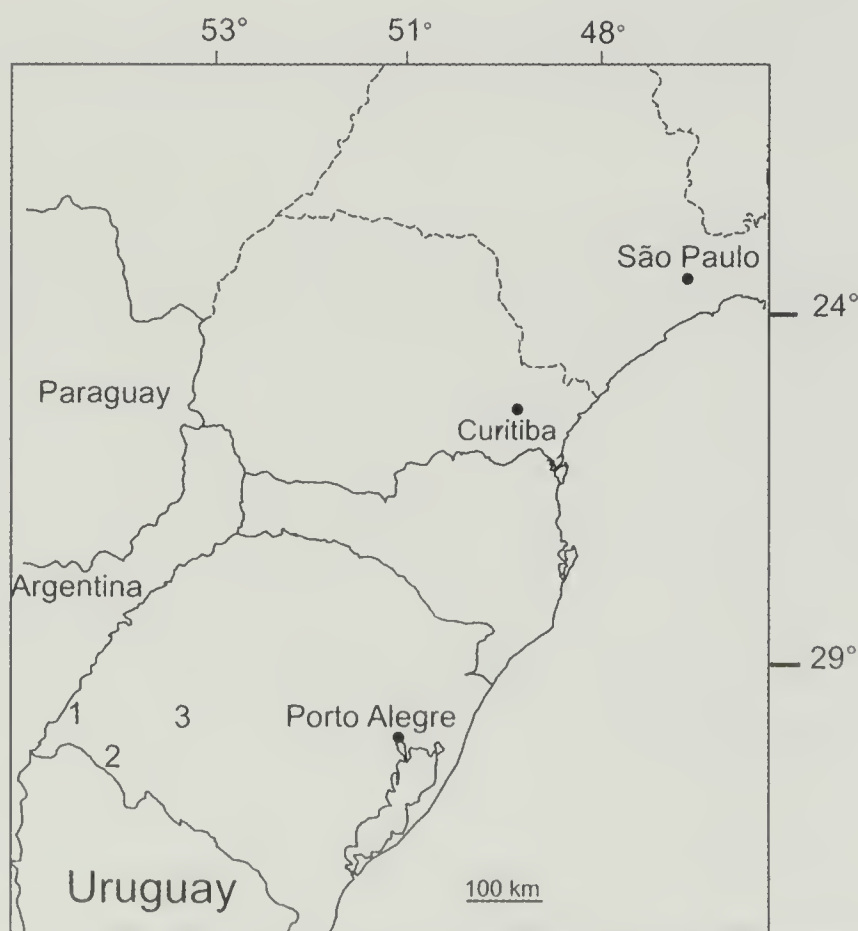 53° 51° 48°
São Paulo
24°
Paraguay
Curitiba
Argentina
29°
1 3 Porto Alegre
2
Uruguay
100 km